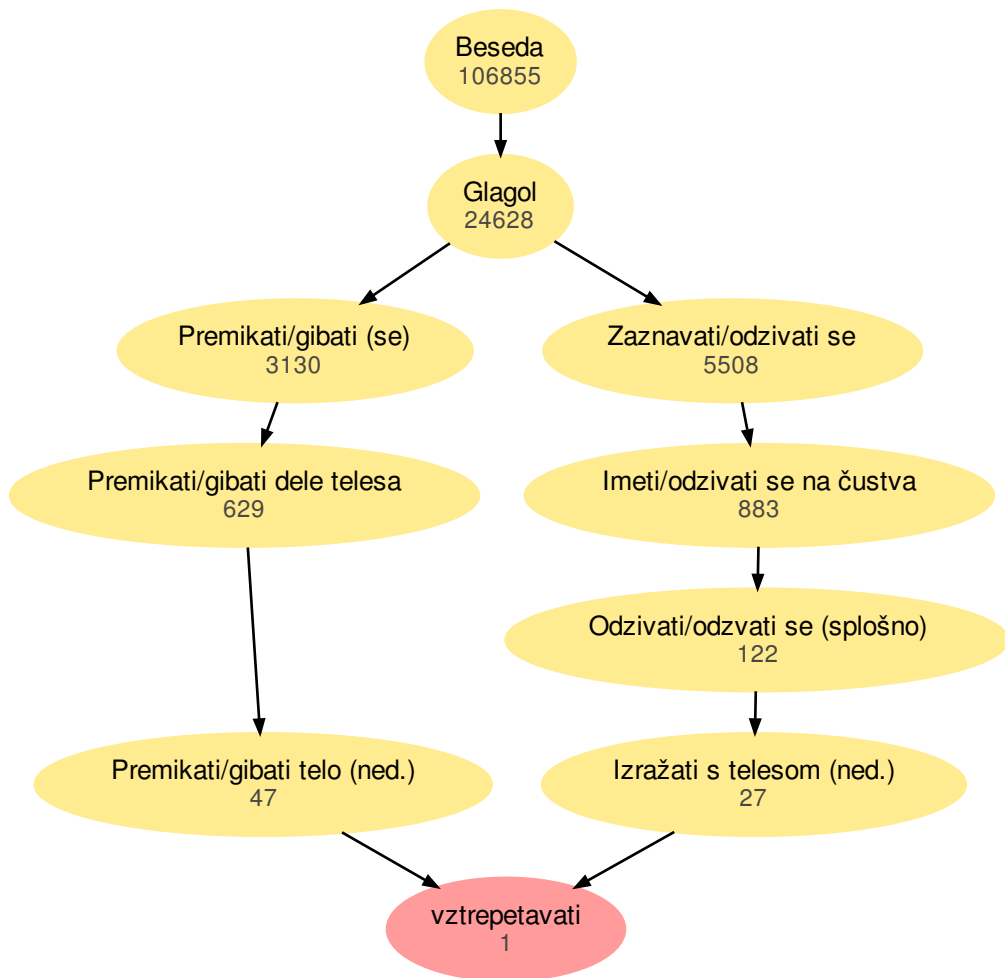 Beseda
106855
Glagol
24628
Premikati/gibati (se)
3130
Zaznavati/odzivati se
5508
Premikati/gibati dele telesa
629
Imeti/odzivati se na čustva
883
Odzivati/odzvati se (splošno)
122
Premikati/gibati telo (ned.)
47
Izražati s telesom (ned.)
27
vztrepetavati
1